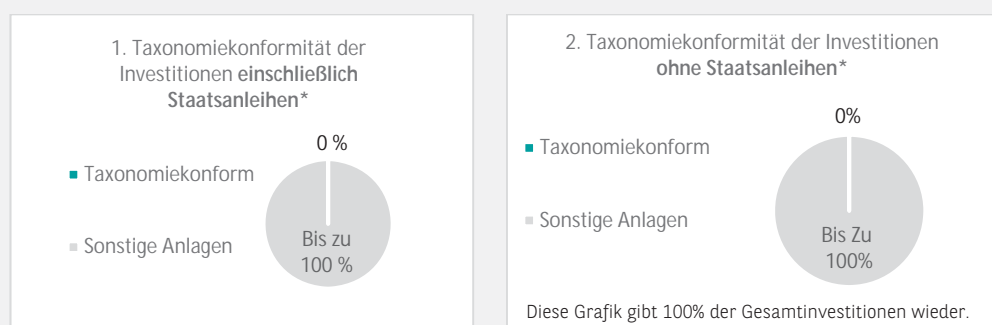 1. Taxonomiekonformität der
Investitionen einschließlich
Staatsanleihen*
0 %
Taxonomiekonform
Sonstige Anlagen
Bis zu
100 %
2. Taxonomiekonformität der Investitionen
ohne Staatsanleihen*
0%
Taxonomiekonform
Sonstige Anlagen
Bis Zu
100%
Diese Grafik gibt 100% der Gesamtinvestitionen wieder.